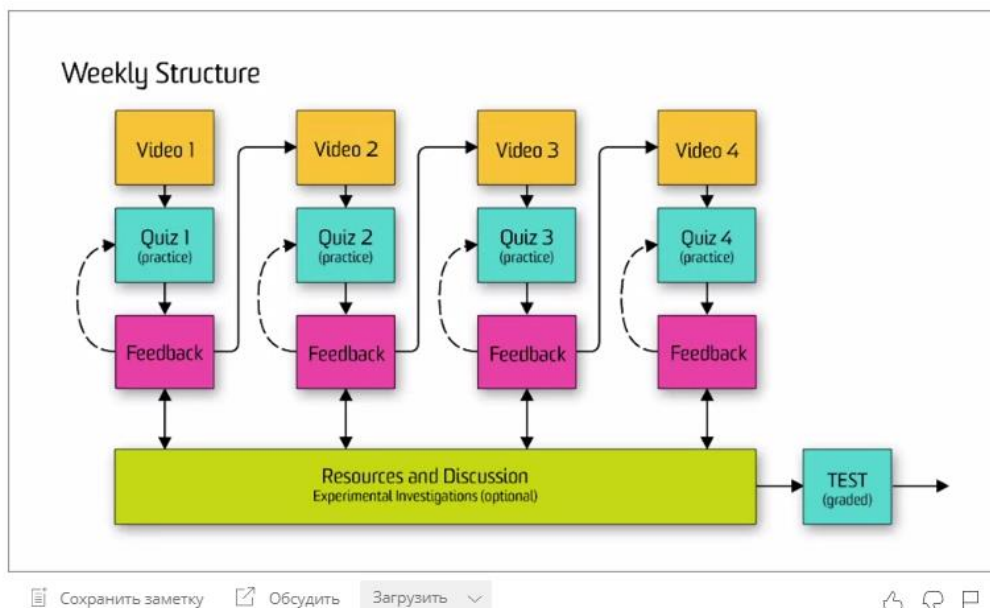 Weekly Structure
Video 1
Video 2
Video 3
Video 4
Quiz 1
(practice)
Quiz 2
(practice)
Quiz 3
(practice)
Quiz 4
(practice)
Feedback
Feedback
Feedback
Feedback
Resources and Discussion
Experimental Investigations (optional)
TEST
(graded)
Сохранить заметку
Обсудить
Загрузить